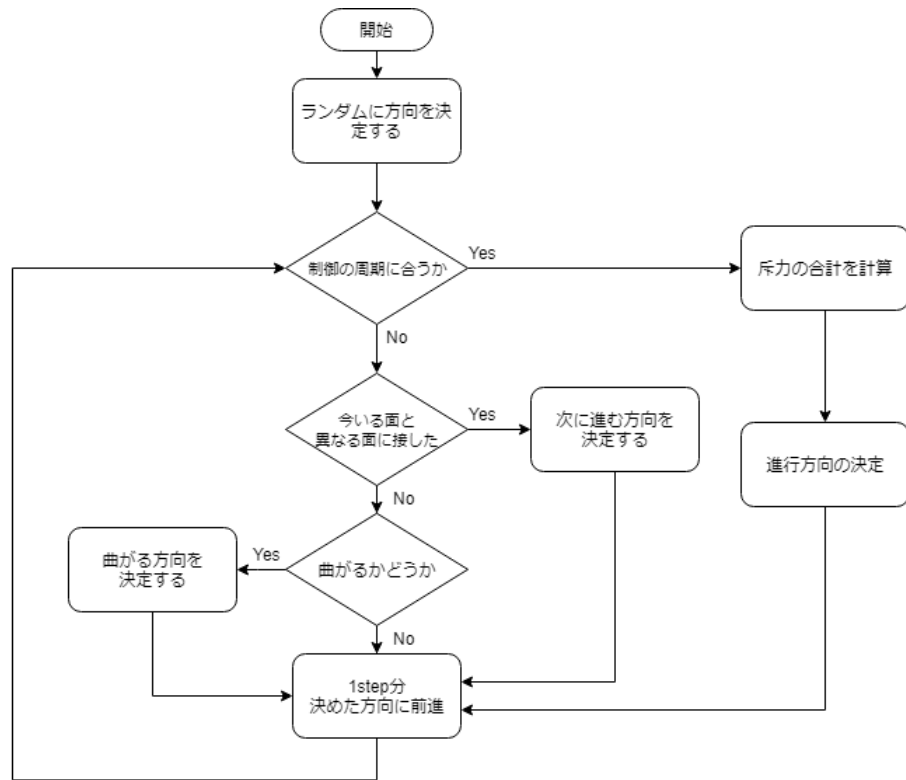 開始
ランダムに方向を決
定する
制御の周期に合うか
Yes
斥力の合計を計算
No
今いる面と
異なる面に接した
Yes
次に進む方向を
決定する
進行方向の決定
No
曲がるかどうか
Yes
曲がる方向を
決定する
No
1step分
決めた方向に前進